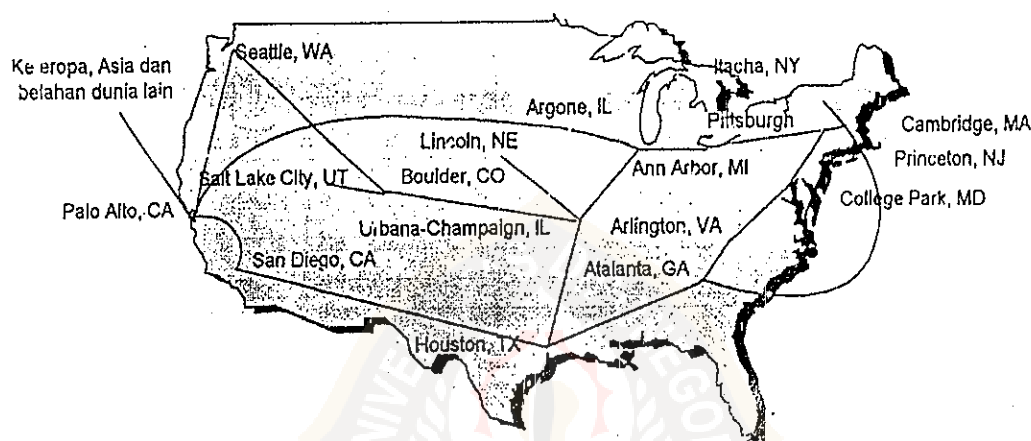 Seattle, WA
Ke eropa, Asia dan
belahan dunia lain
Itacha, NY
Argone, IL
Pittsburgh
Cambridge, MA
Lincoln, NE
Princeton, NJ
Ann Arbor, MI
Salt Lake City, UT
Boulder, CO
College Park, MD
Palo Alto, CA
Urbana-Champaign, IL
Arlington, VA
San Diego, CA
Atalanta, GA
Houston, TX